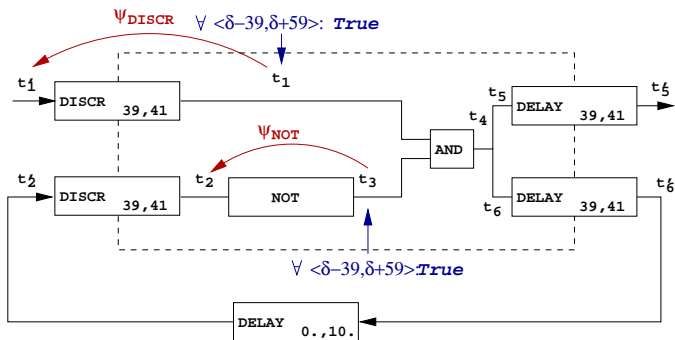 ψDISCR
∀ <δ−39,δ+59>: True
t1′
t1
DISCR 39,41
t5
DELAY 39,41
t5′
t4
AND
ψNOT
t2′
DISCR 39,41
t2
NOT
t3
t6
DELAY 39,41
t6′
∀ <δ−39,δ+59>:True
DELAY 0.,10.